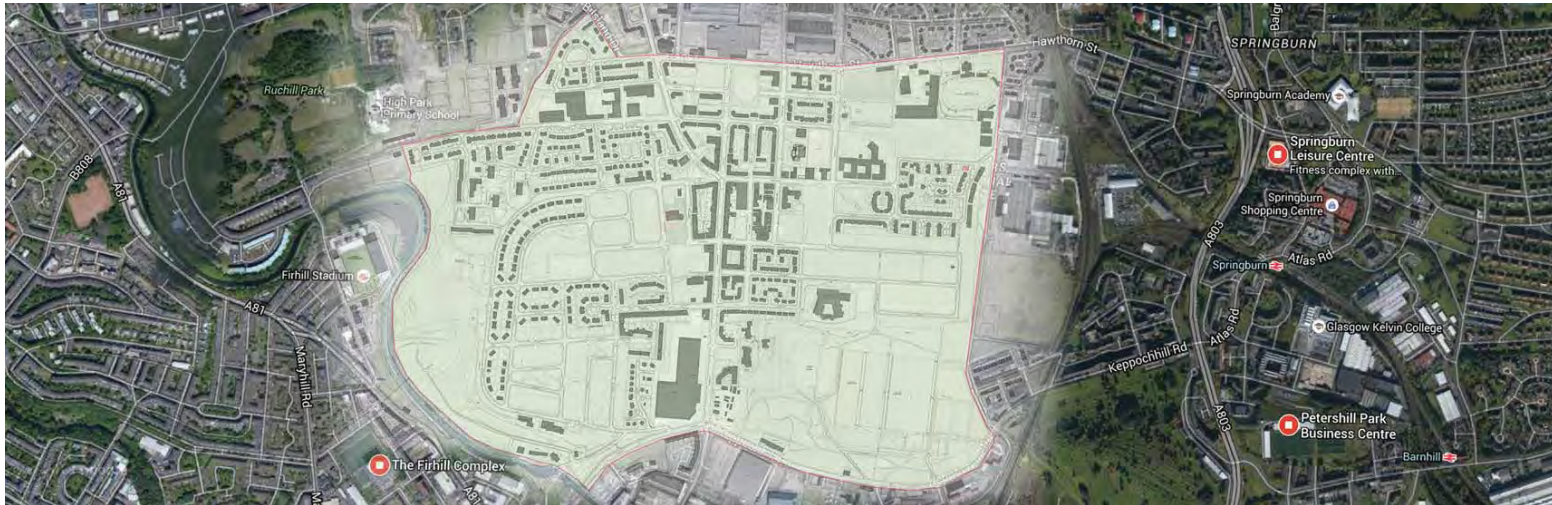 Ruchill Park
High Park
Primary School
B808
A81
Firhill Stadium
A81
Maryhill Rd
The Firhill Complex
A81
Hawthorn St
SPRINGBURN
Springburn Academy
Springburn
Leisure Centre
Fitness complex with...
Springburn
Shopping Centre
A803
Atlas Rd
Springburn
Glasgow Kelvin College
Atlas Rd
Keppochhill Rd
A803
Petershill Park
Business Centre
Barnhill